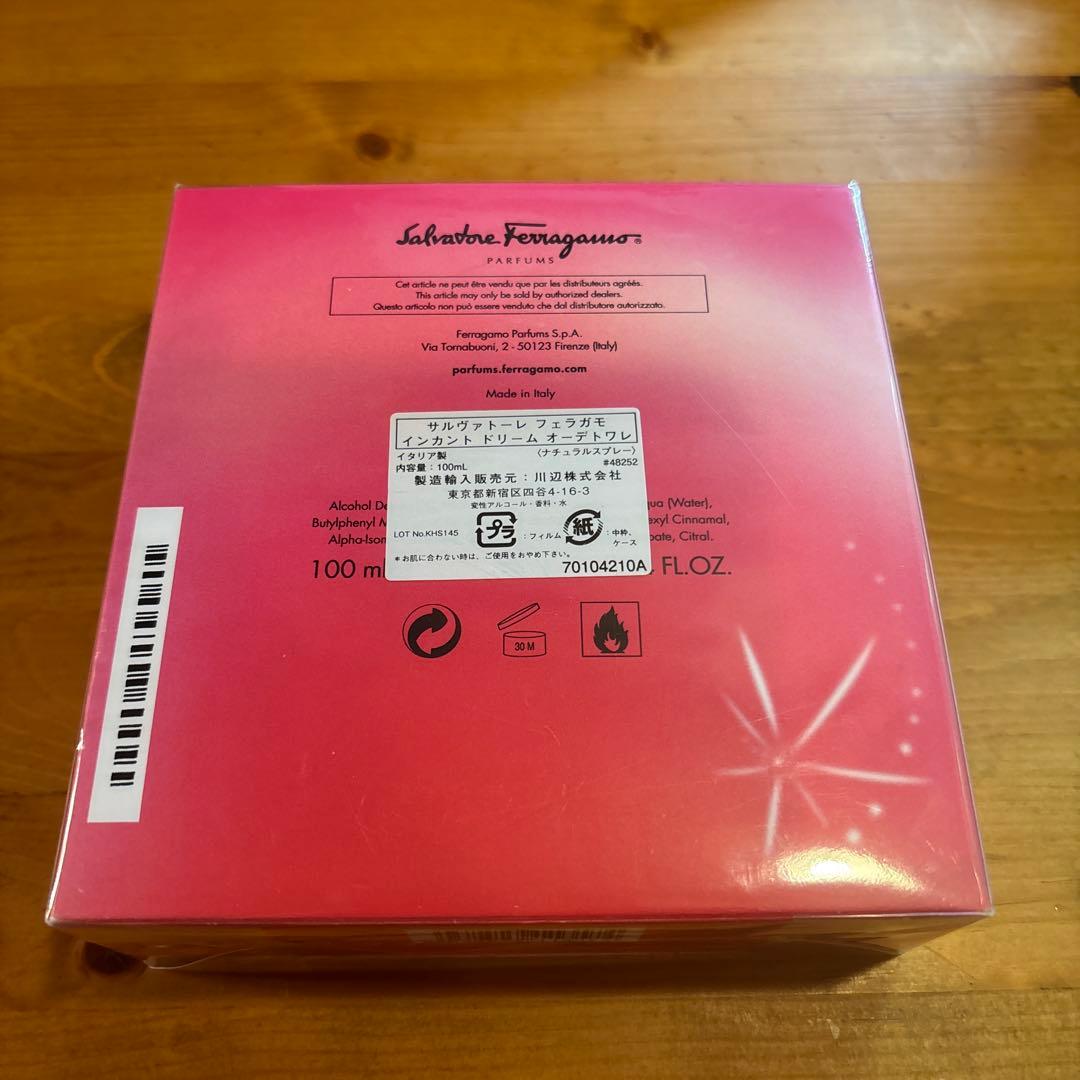 Salvatore Ferragamo®
PARFUMS
Cet article ne peut être vendu que par les distributeurs agréés.
This article may only be sold by authorized dealers.
Questo articolo non può essere venduto che dal distributore autorizzato.
Ferragamo Parfums S.p.A.
Via Tornabuoni, 2 - 50123 Firenze (Italy)
parfums.ferragamo.com
Made in Italy
サルヴァトーレ フェラガモ
インカント ドリーム オーデトワレ
イタリア製 〈ナチュラルスプレー〉
内容量：100mL #48252
製造輸入販売元：川辺株式会社
東京都新宿区四谷4-16-3
変性アルコール・香料・水
LOT No.KHS145 プラ ：フィルム 紙 ：中枠、
ケース
＊お肌に合わない時は、ご使用をおやめ下さい。
70104210A
Alcohol (Water),
Butylphenyl Cinnamal,
Citral.
100 ml FL.OZ.
30 M